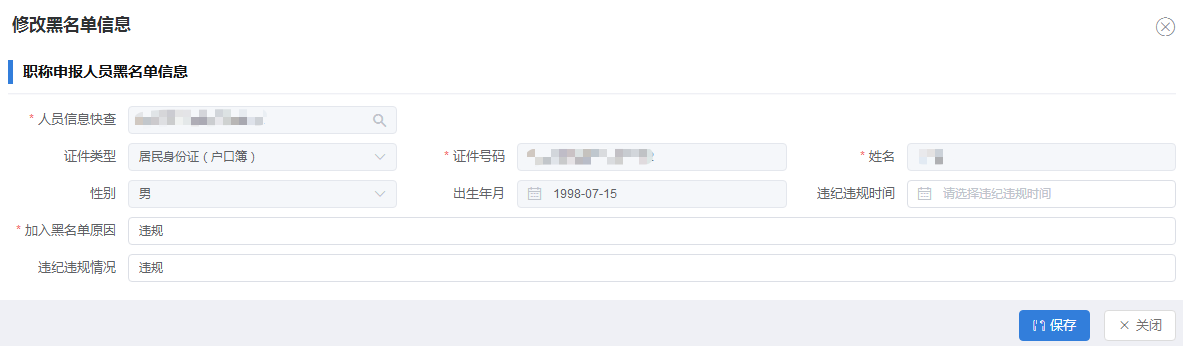 修改黑名单信息
职称申报人员黑名单信息
* 人员信息快查
证件类型 居民身份证（户口簿） * 证件号码 * 姓名
性别 男 出生年月 1998-07-15 违纪违规时间 请选择违纪违规时间
* 加入黑名单原因 违规
违纪违规情况 违规
保存 × 关闭